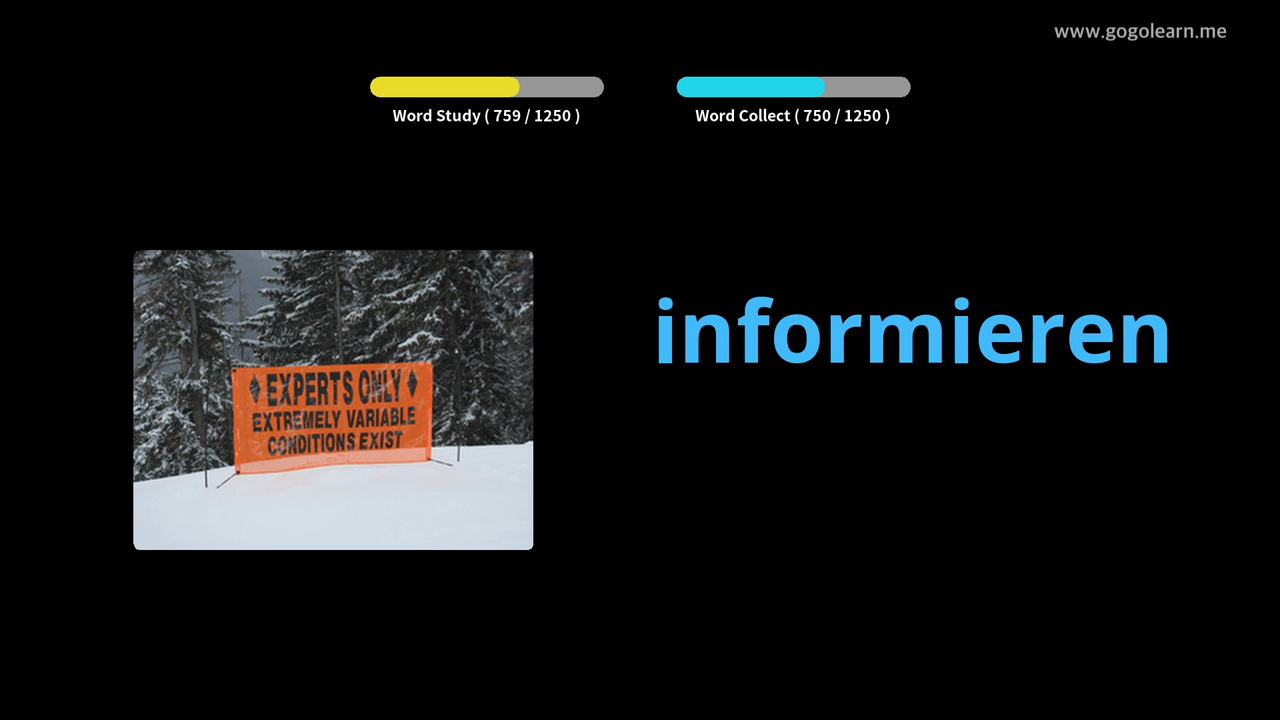 www.gogolearn.me
Word Study ( 759 / 1250 )
Word Collect ( 750 / 1250 )
informieren
EXPERTS ONLY
EXTREMELY VARIABLE
CONDITIONS EXIST